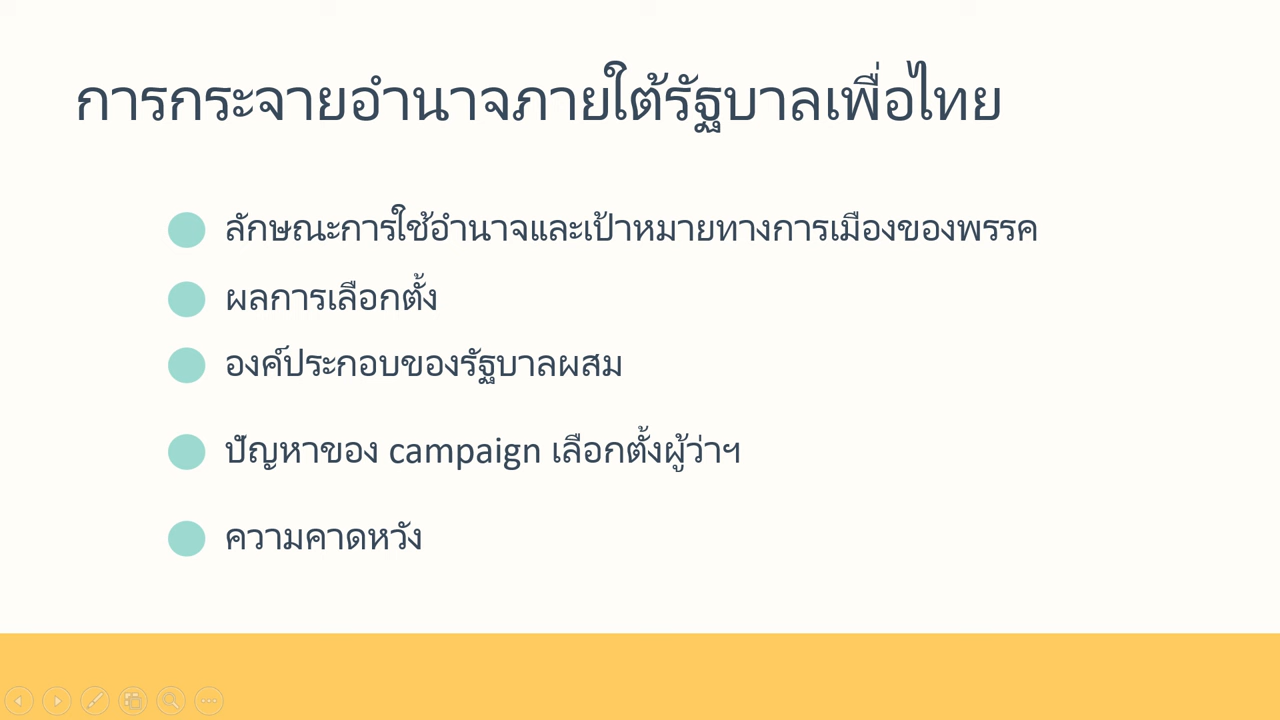 การกระจายอำนาจภายใต้รัฐบาลเพื่อไทย
ลักษณะการใช้อำนาจและเป้าหมายทางการเมืองของพรรค
ผลการเลือกตั้ง
องค์ประกอบของรัฐบาลผสม
ปัญหาของ campaign เลือกตั้งผู้ว่าฯ
ความคาดหวัง